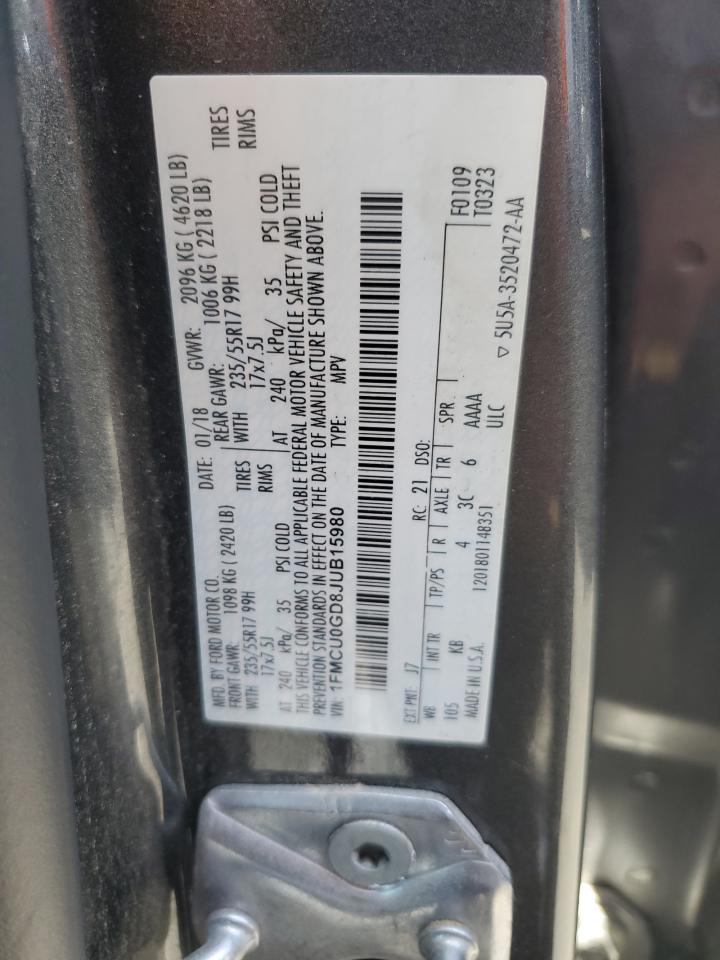 MFD. BY FORD MOTOR CO. DATE: 01/18 GVWR: 2096 KG ( 4620 LB)
FRONT GAWR: 1098 KG ( 2420 LB) REAR GAWR: 1006 KG ( 2218 LB)
WITH 235/55R17 99H TIRES WITH 235/55R17 99H TIRES
17x7.5J RIMS 17x7.5J RIMS
AT 240 kPa/ 35 PSI COLD AT 240 kPa/ 35 PSI COLD
THIS VEHICLE CONFORMS TO ALL APPLICABLE FEDERAL MOTOR VEHICLE SAFETY AND THEFT
PREVENTION STANDARDS IN EFFECT ON THE DATE OF MANUFACTURE SHOWN ABOVE.
VIN: 1FMCU0GD8JUB15980 TYPE: MPV
EXT PNT: J7 RC: 21 DSO: F0109
WB INT TR TP/PS R AXLE TR SPR T0323
105 KB 4 3C 6 AAAA
MADE IN U.S.A. 1201801148351 ULC ▽ 5U5A-3520472-AA